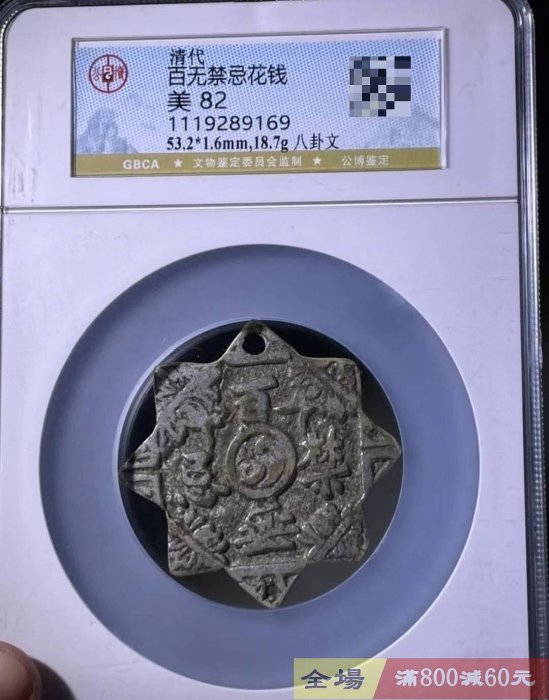 清代
百无禁忌花钱
美 82
1119289169
53.2*1.6mm,18.7g 八卦文
GBCA ★ 文物鉴定委员会监制 ★ 公博鉴定
百
無
禁
全場
滿800減60元